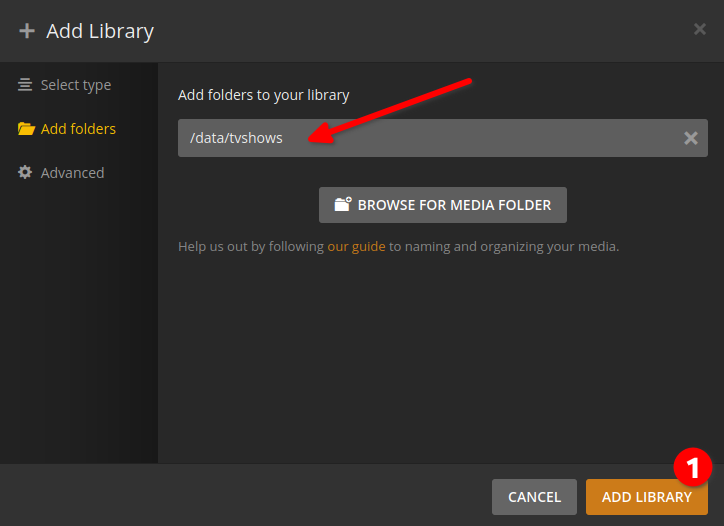 Add Library
Select type
Add folders
Advanced
Add folders to your library
/data/tvshows
BROWSE FOR MEDIA FOLDER
Help us out by following our guide to naming and organizing your media.
1
CANCEL
ADD LIBRARY